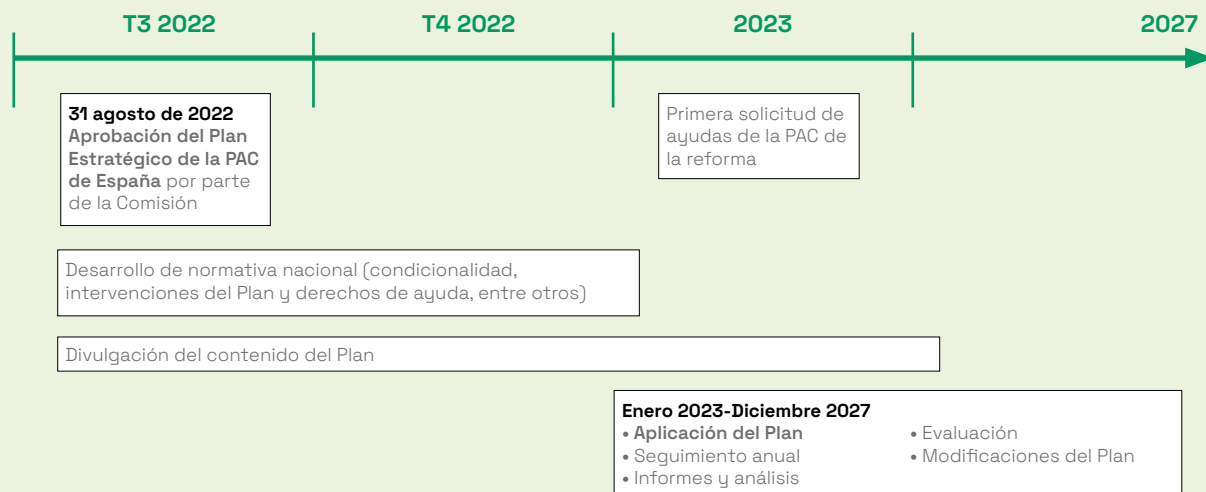 T3 2022
T4 2022
2023
2027
31 agosto de 2022
Aprobación del Plan
Estratégico de la PAC
de España por parte
de la Comisión
Primera solicitud de
ayudas de la PAC de
la reforma
Desarrollo de normativa nacional (condicionalidad,
intervenciones del Plan y derechos de ayuda, entre otros)
Divulgación del contenido del Plan
Enero 2023-Diciembre 2027
• Aplicación del Plan
• Seguimiento anual
• Informes y análisis
• Evaluación
• Modificaciones del Plan